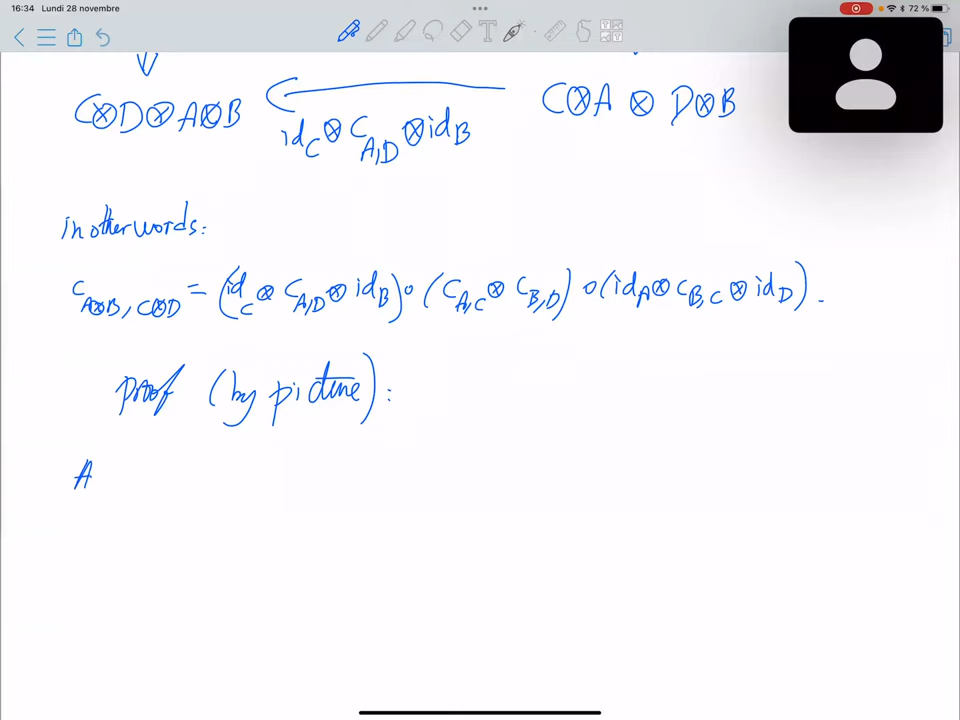 16:34 Lundi 28 novembre
72 %
C⊗D⊗A⊗B
C⊗A ⊗ D⊗B
id_C ⊗ c_{A,D} ⊗ id_B
in other words:
c_{A⊗B, C⊗D} = (id_C ⊗ c_{A,D} ⊗ id_B) ∘ (c_{A,C} ⊗ c_{B,D}) ∘ (id_A ⊗ c_{B,C} ⊗ id_D).
proof (by picture):
A